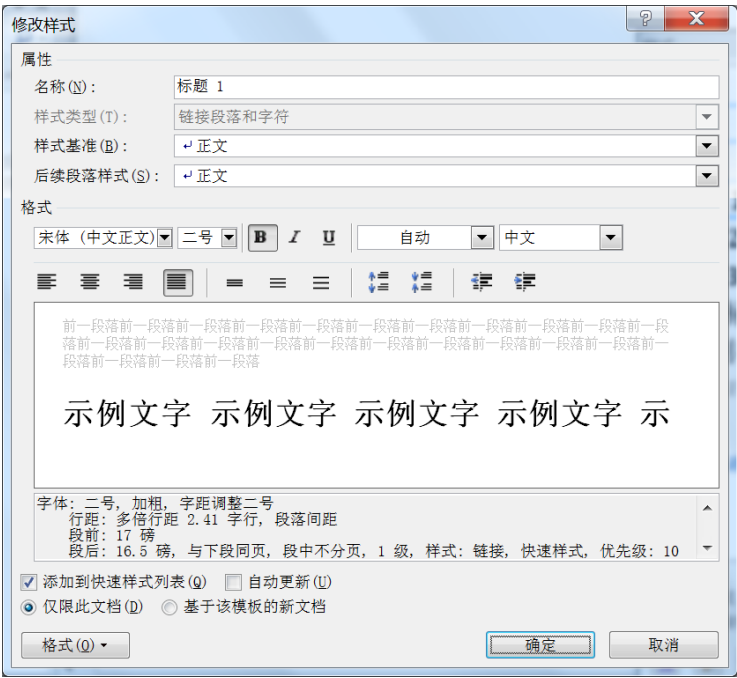 修改样式
属性
名称(N): 标题 1
样式类型(T): 链接段落和字符
样式基准(B): ↵正文
后续段落样式(S): ↵正文
格式
宋体 (中文正文) 二号 B I U 自动 中文
前一段落前一段落前一段落前一段落前一段落前一段落前一段落前一段落前一段落前一段落前一段
落前一段落前一段落前一段落前一段落前一段落前一段落前一段落前一段落前一段落前一段落前一
段落前一段落前一段落前一段落
示例文字 示例文字 示例文字 示例文字 示
字体: 二号, 加粗, 字距调整二号
行距: 多倍行距 2.41 字行, 段落间距
段前: 17 磅
段后: 16.5 磅, 与下段同页, 段中不分页, 1 级, 样式: 链接, 快速样式, 优先级: 10
添加到快速样式列表(Q) 自动更新(U)
仅限此文档(D) 基于该模板的新文档
格式(O) 确定 取消